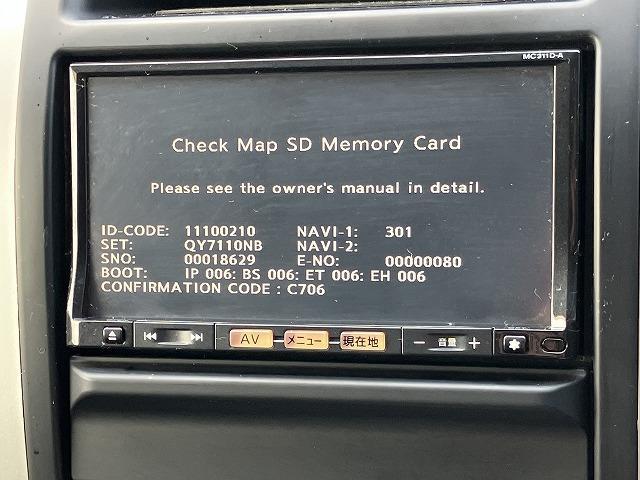 MC311D-A
Check Map SD Memory Card
Please see the owner's manual in detail.
ID-CODE: 11100210 NAVI-1: 301
SET: QY7110NB NAVI-2:
SNO: 00018629 E-NO: 00000080
BOOT: IP 006: BS 006: ET 006: EH 006
CONFIRMATION CODE : C706
AV メニュー 現在地 − 音量 +